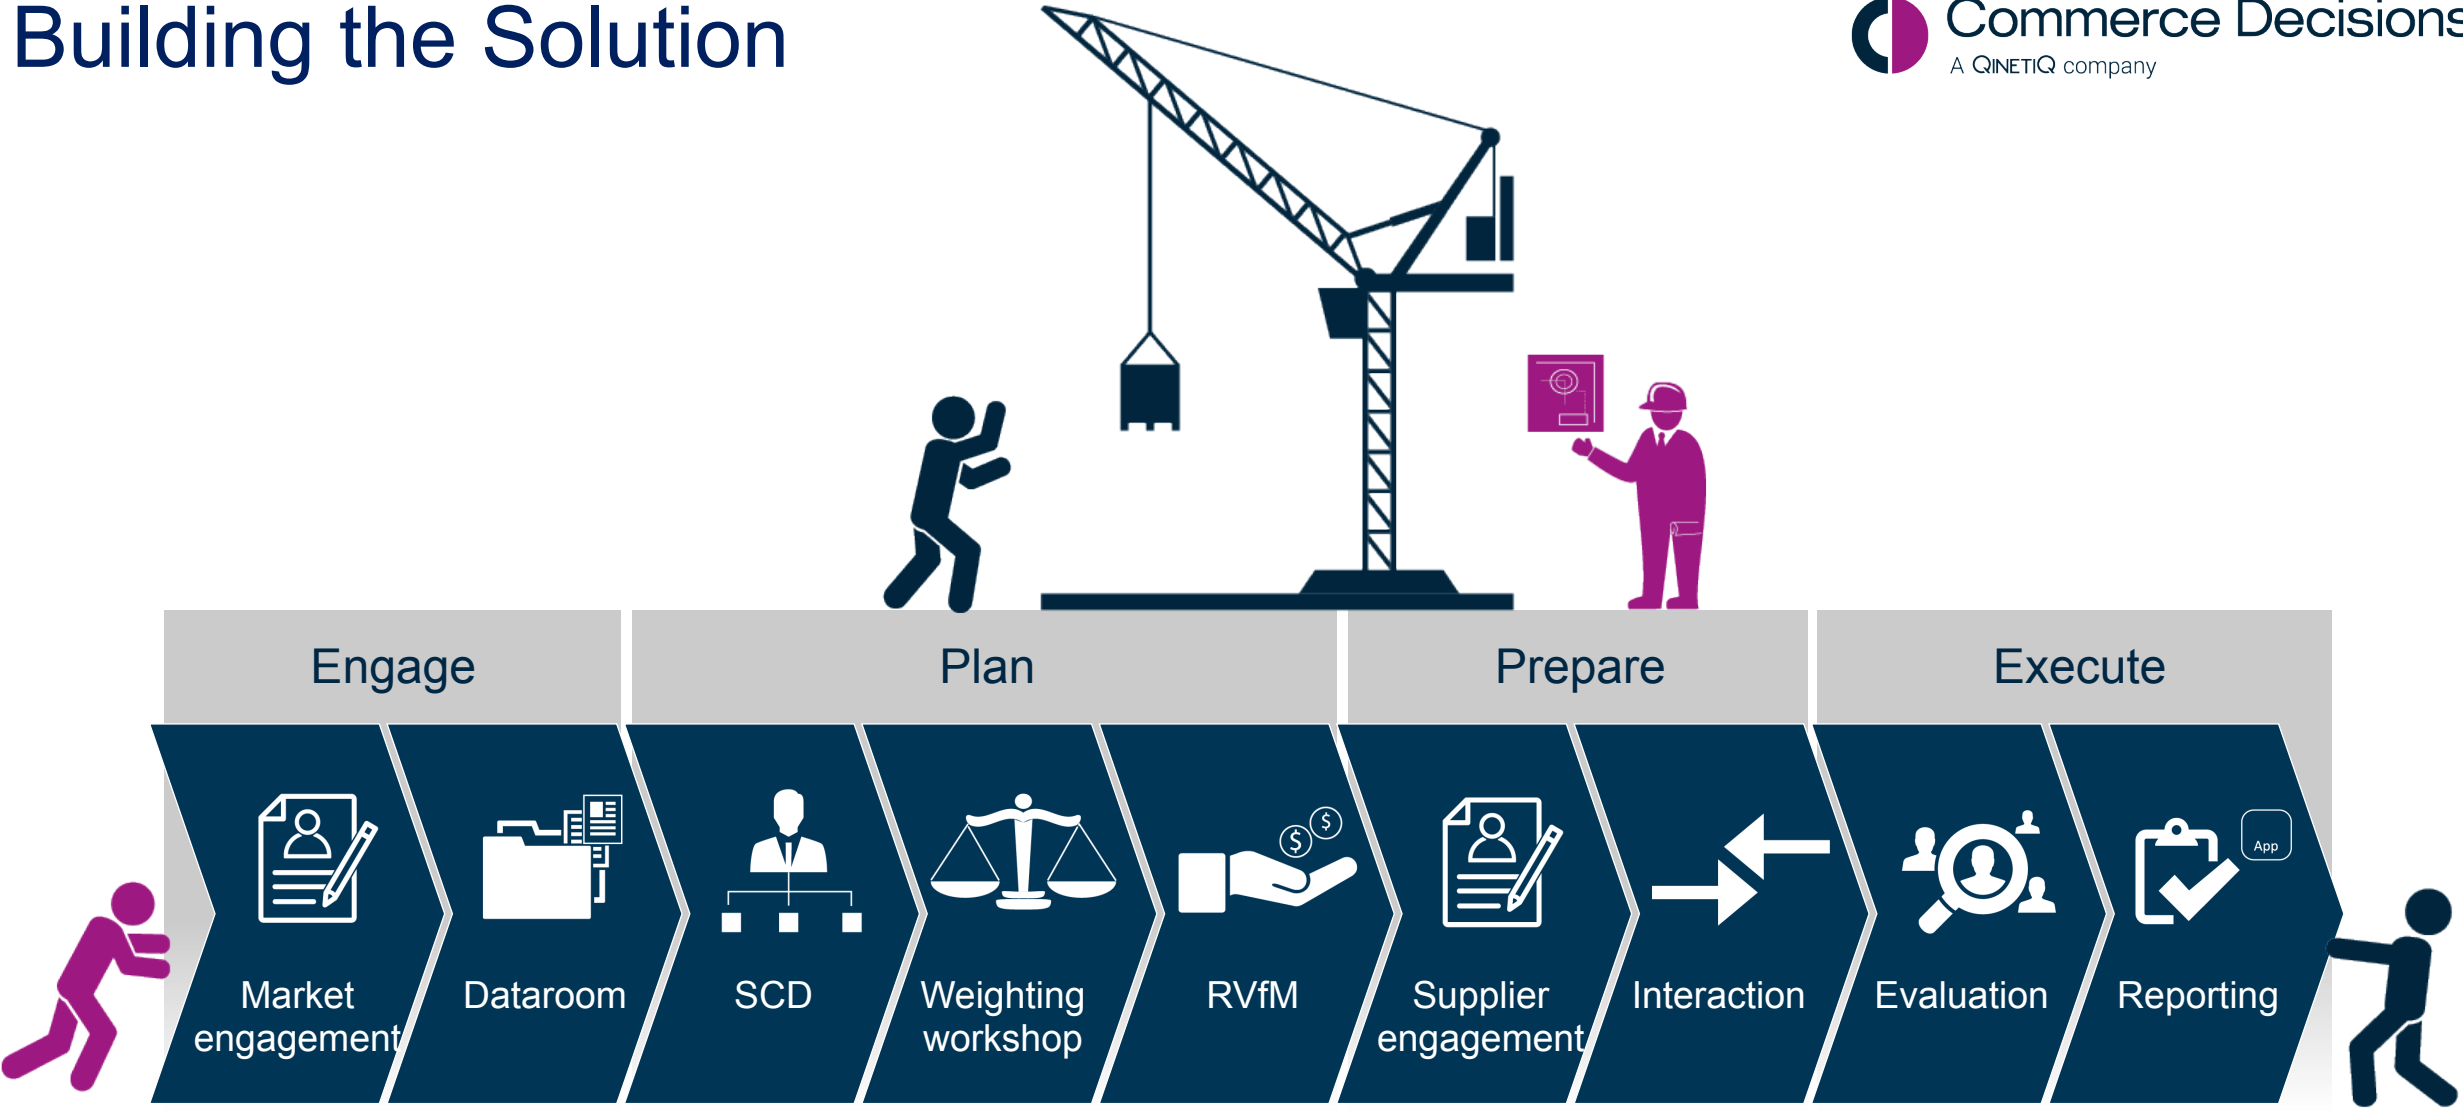 Building the Solution
Commerce Decisions
A QINETIQ company
Engage
Plan
Prepare
Execute
$
$
App
Market
engagement
Dataroom
SCD
Weighting
workshop
RVfM
Supplier
engagement
Interaction
Evaluation
Reporting